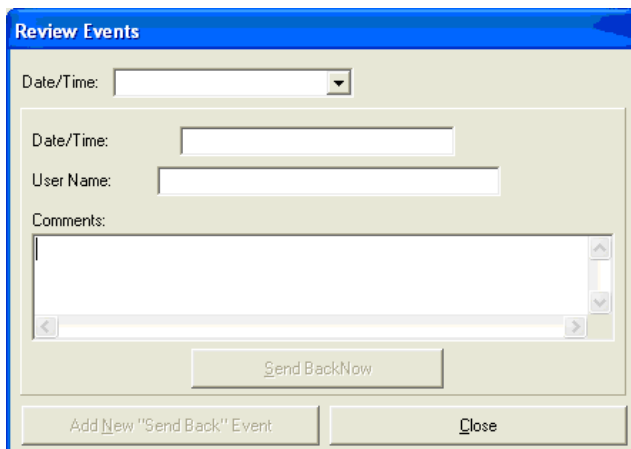 Review Events
Date/Time:
Date/Time:
User Name:
Comments:
Send BackNow
Add New "Send Back" Event
Close